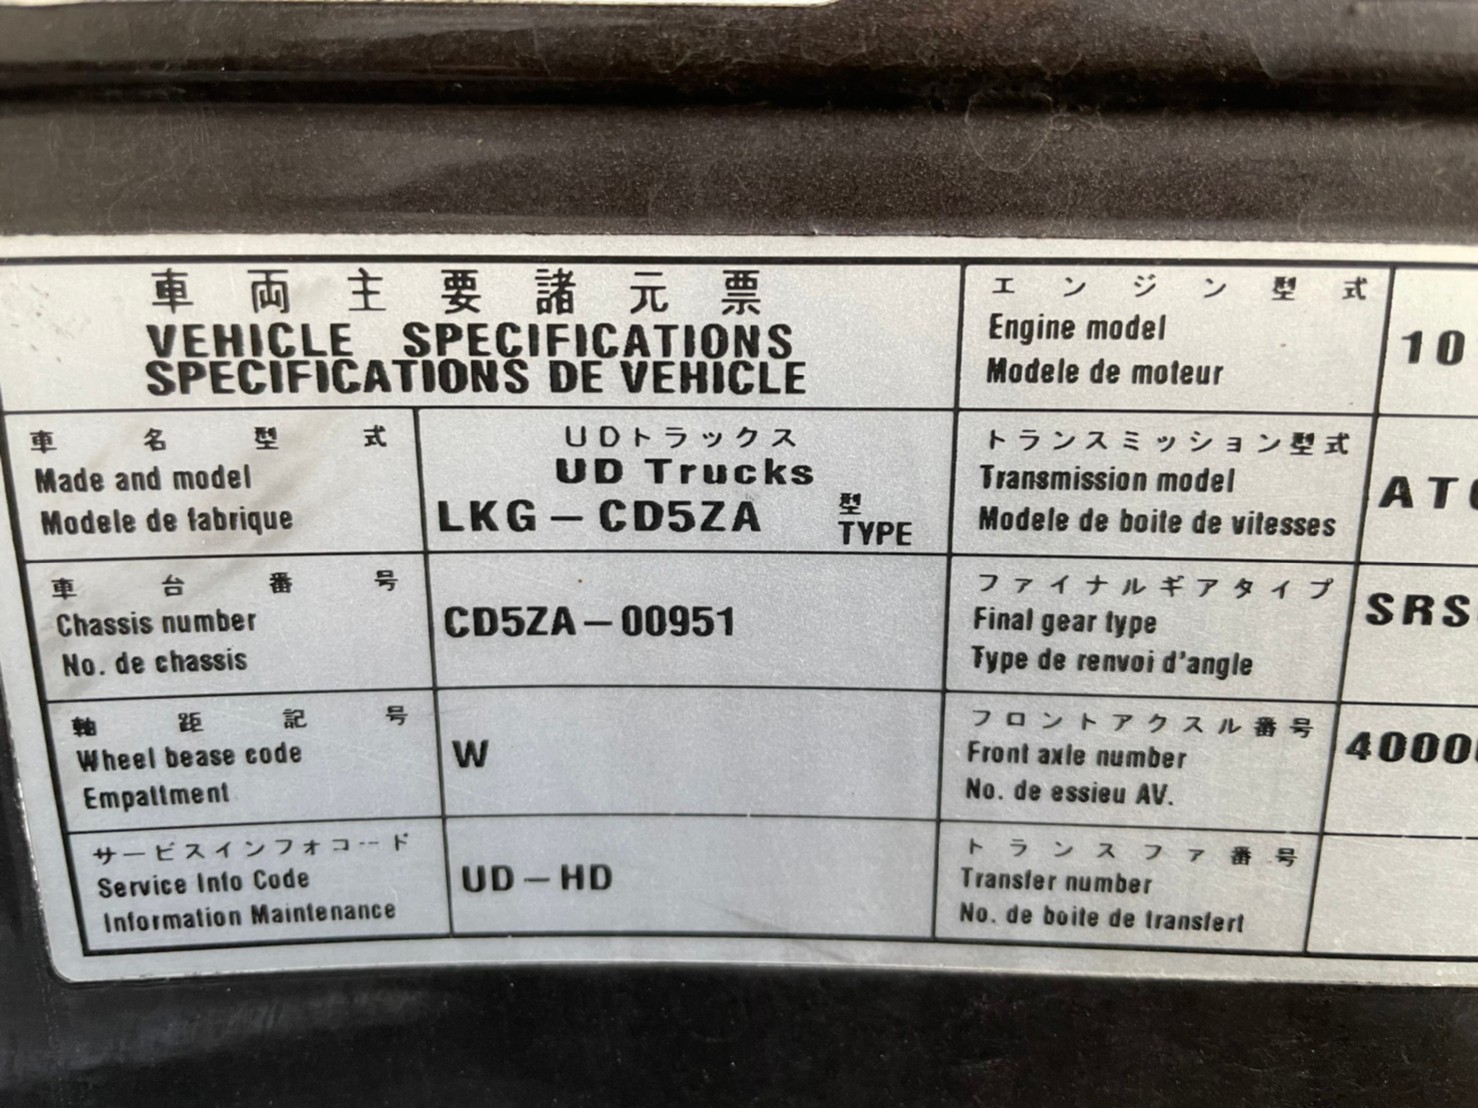 車両主要諸元票
VEHICLE SPECIFICATIONS
SPECIFICATIONS DE VEHICLE
エンジン型式
Engine model
Modele de moteur
10
車名型式
Made and model
Modele de fabrique
UDトラックス
UD Trucks
LKG-CD5ZA 型 TYPE
トランスミッション型式
Transmission model
Modele de boite de vitesses
AT
車台番号
Chassis number
No. de chassis
CD5ZA-00951
ファイナルギアタイプ
Final gear type
Type de renvoi d'angle
SRS
軸距記号
Wheel bease code
Empattment
W
フロントアクスル番号
Front axle number
No. de essieu AV.
4000
サービスインフォコード
Service Info Code
Information Maintenance
UD-HD
トランスファ番号
Transfer number
No. de boite de transfert